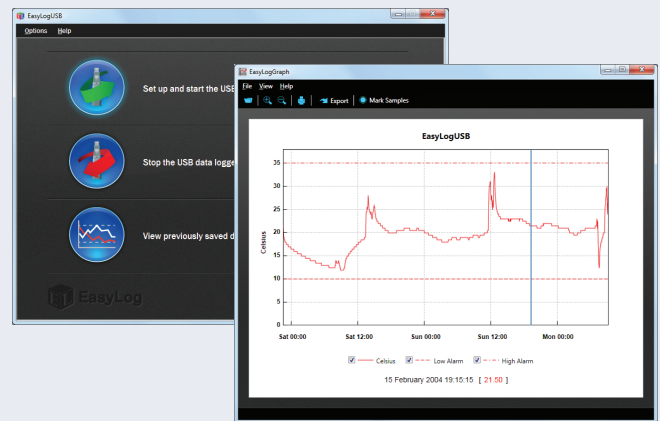 EasyLogUSB
Options Help
Set up and start the USB
Stop the USB data logge
View previously saved d
EasyLog
EasyLogGraph
File View Help
Export Mark Samples
EasyLogUSB
Celsius
35
30
25
20
15
10
5
0
Sat 00:00 Sat 12:00 Sun 00:00 Sun 12:00 Mon 00:00
Celsius Low Alarm High Alarm
15 February 2004 19:15:15 [ 21.50 ]